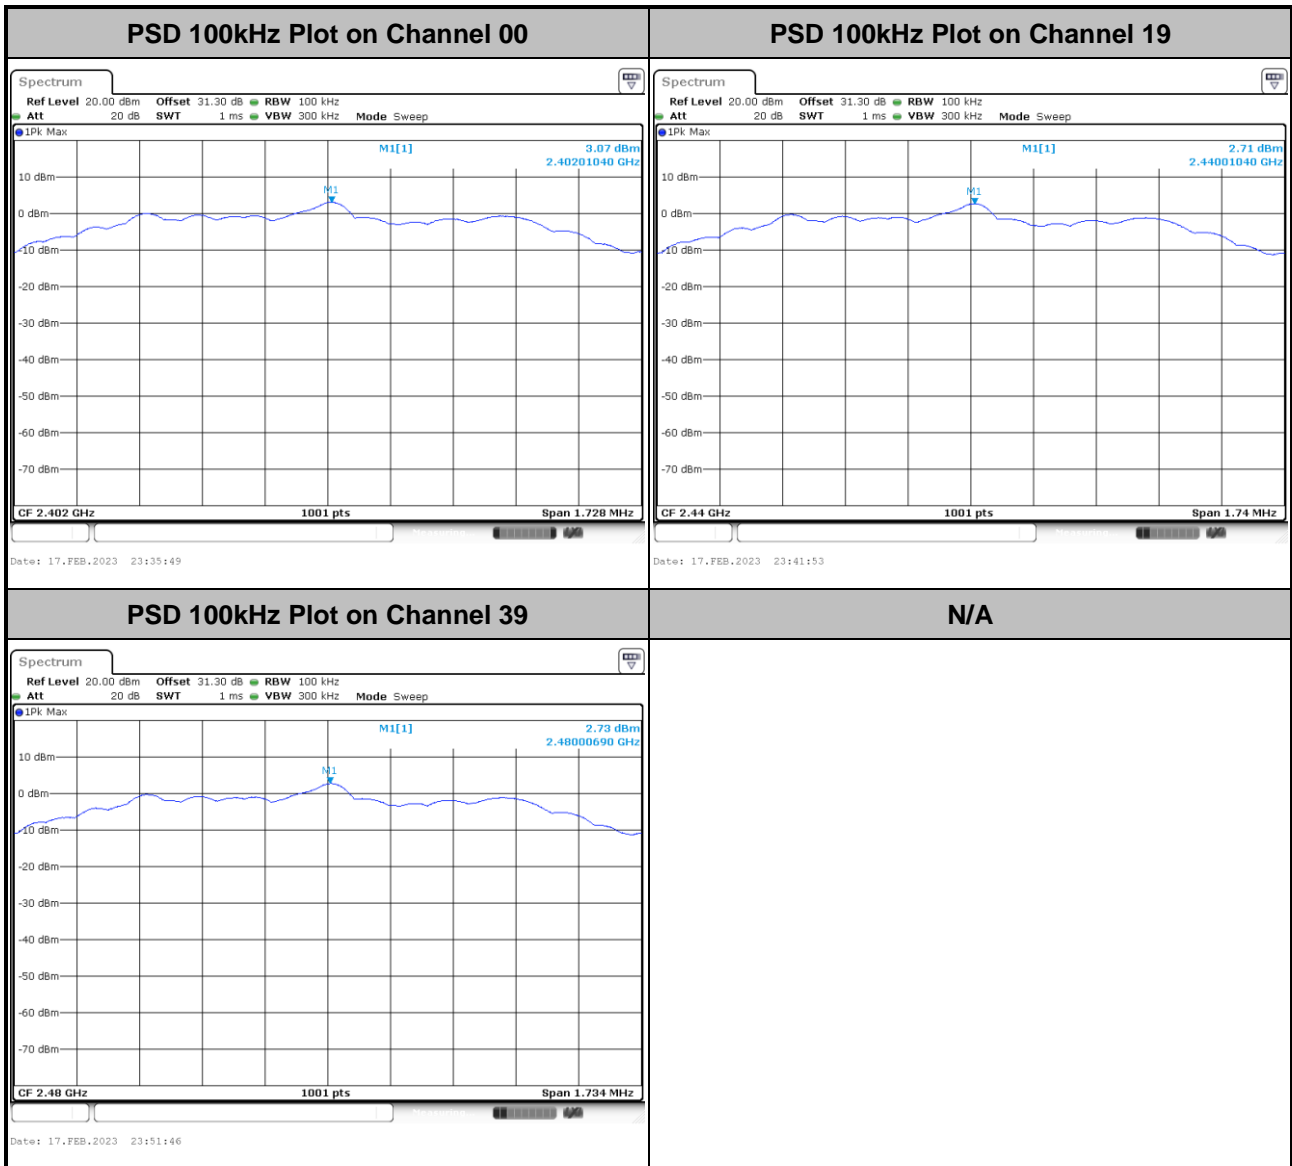 PSD 100kHz Plot on Channel 00
Spectrum
Ref Level 20.00 dBm Offset 31.30 dB RBW 100 kHz
Att 20 dB SWT 1 ms VBW 300 kHz Mode Sweep
1Pk Max
M1[1] 3.07 dBm
2.40201040 GHz
10 dBm
M1
0 dBm
-10 dBm
-20 dBm
-30 dBm
-40 dBm
-50 dBm
-60 dBm
-70 dBm
CF 2.402 GHz 1001 pts Span 1.728 MHz
Measuring...
Date: 17.FEB.2023 23:35:49
PSD 100kHz Plot on Channel 19
Spectrum
Ref Level 20.00 dBm Offset 31.30 dB RBW 100 kHz
Att 20 dB SWT 1 ms VBW 300 kHz Mode Sweep
1Pk Max
M1[1] 2.71 dBm
2.44001040 GHz
10 dBm
M1
0 dBm
-10 dBm
-20 dBm
-30 dBm
-40 dBm
-50 dBm
-60 dBm
-70 dBm
CF 2.44 GHz 1001 pts Span 1.74 MHz
Measuring...
Date: 17.FEB.2023 23:41:53
PSD 100kHz Plot on Channel 39
Spectrum
Ref Level 20.00 dBm Offset 31.30 dB RBW 100 kHz
Att 20 dB SWT 1 ms VBW 300 kHz Mode Sweep
1Pk Max
M1[1] 2.73 dBm
2.48000690 GHz
10 dBm
M1
0 dBm
-10 dBm
-20 dBm
-30 dBm
-40 dBm
-50 dBm
-60 dBm
-70 dBm
CF 2.48 GHz 1001 pts Span 1.734 MHz
Measuring...
Date: 17.FEB.2023 23:51:46
N/A